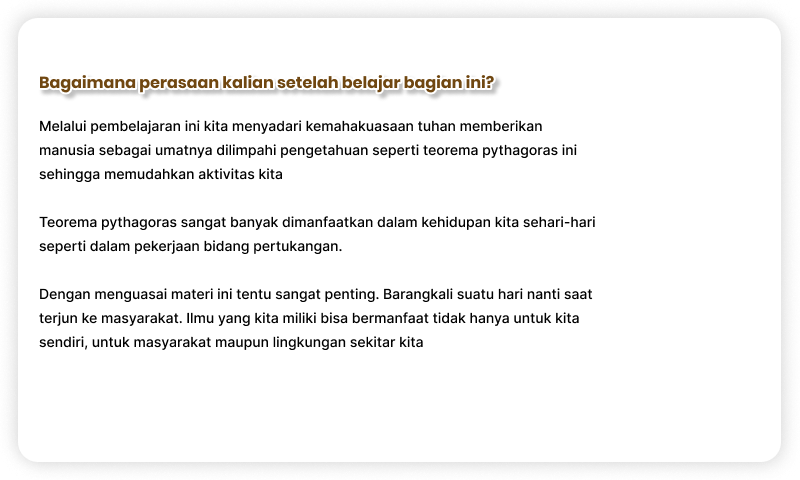 Bagaimana perasaan kalian setelah belajar bagian ini?
Melalui pembelajaran ini kita menyadari kemahakuasaan tuhan memberikan
manusia sebagai umatnya dilimpahi pengetahuan seperti teorema pythagoras ini
sehingga memudahkan aktivitas kita
Teorema pythagoras sangat banyak dimanfaatkan dalam kehidupan kita sehari-hari
seperti dalam pekerjaan bidang pertukangan.
Dengan menguasai materi ini tentu sangat penting. Barangkali suatu hari nanti saat
terjun ke masyarakat. Ilmu yang kita miliki bisa bermanfaat tidak hanya untuk kita
sendiri, untuk masyarakat maupun lingkungan sekitar kita